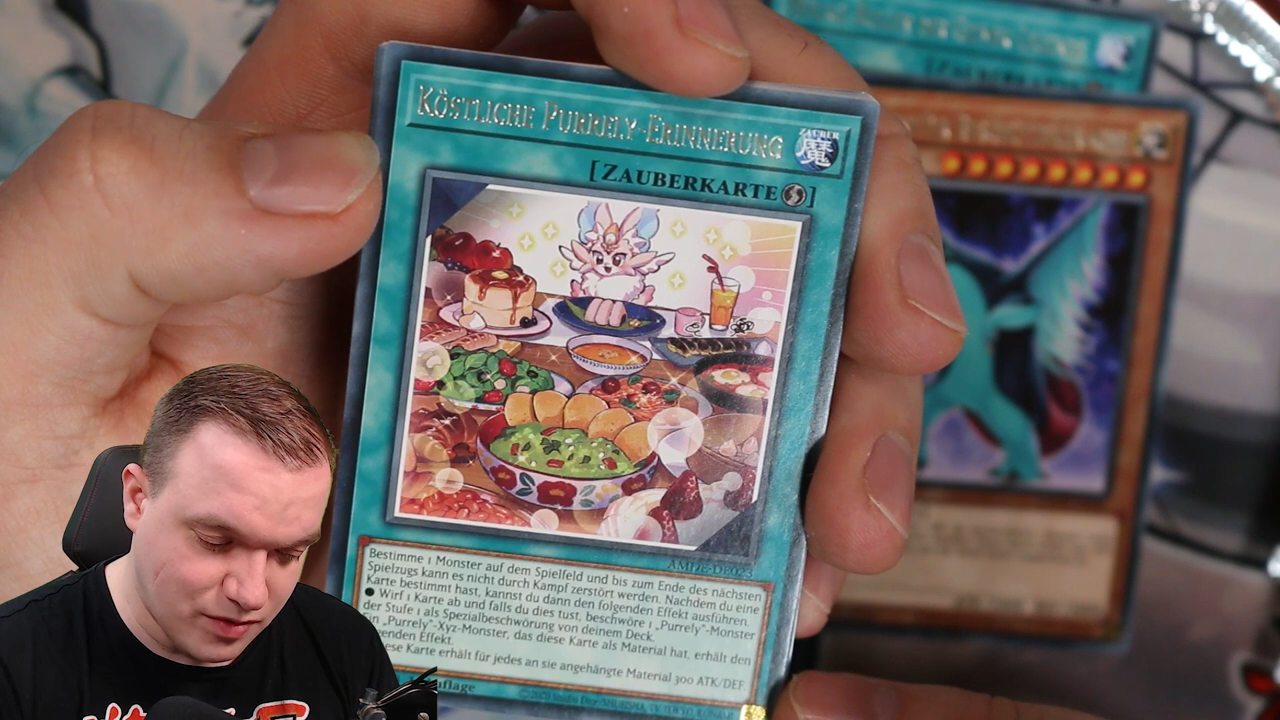 KÖSTLICHE PURRELY-ERINNERUNG
ZAUBER
魔
[ZAUBERKARTE]
AMDE-DE023
Bestimme 1 Monster auf dem Spielfeld und bis zum Ende des nächsten
Spielzugs kann es nicht durch Kampf zerstört werden. Nachdem du eine
Karte bestimmt hast, kannst du dann den folgenden Effekt ausführen.
● Wirf 1 Karte ab und falls du dies tust, beschwöre 1 „Purrely"-Monster
der Stufe 1 als Spezialbeschwörung von deinem Deck.
Ein „Purrely"-Xyz-Monster, das diese Karte als Material hat, erhält den
enden Effekt.
ese Karte erhält für jedes an sie angehängte Material 300 ATK/DEF.
flage